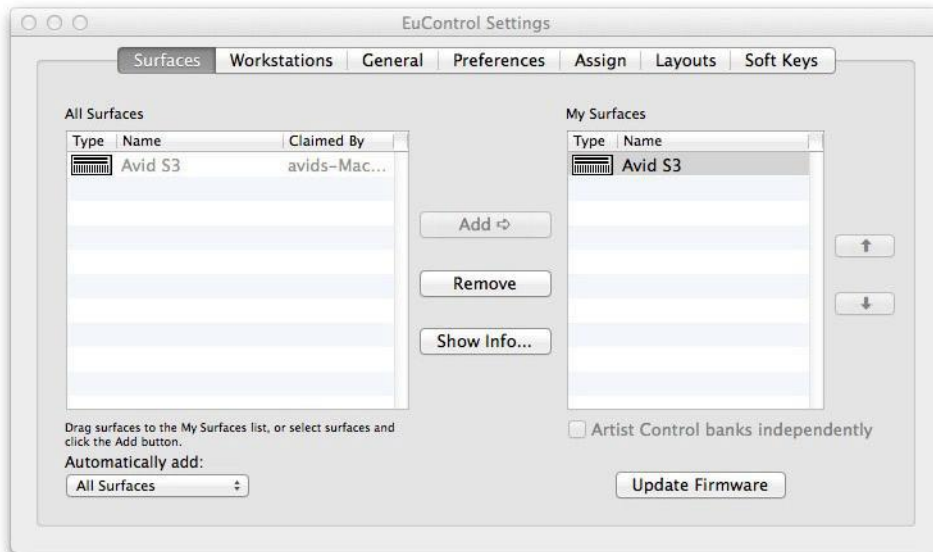 EuControl Settings
Surfaces Workstations General Preferences Assign Layouts Soft Keys
All Surfaces
Type Name Claimed By
Avid S3 avids-Mac...
My Surfaces
Type Name
Avid S3
Add
Remove
Show Info...
Drag surfaces to the My Surfaces list, or select surfaces and
click the Add button.
Automatically add:
All Surfaces
Artist Control banks independently
Update Firmware